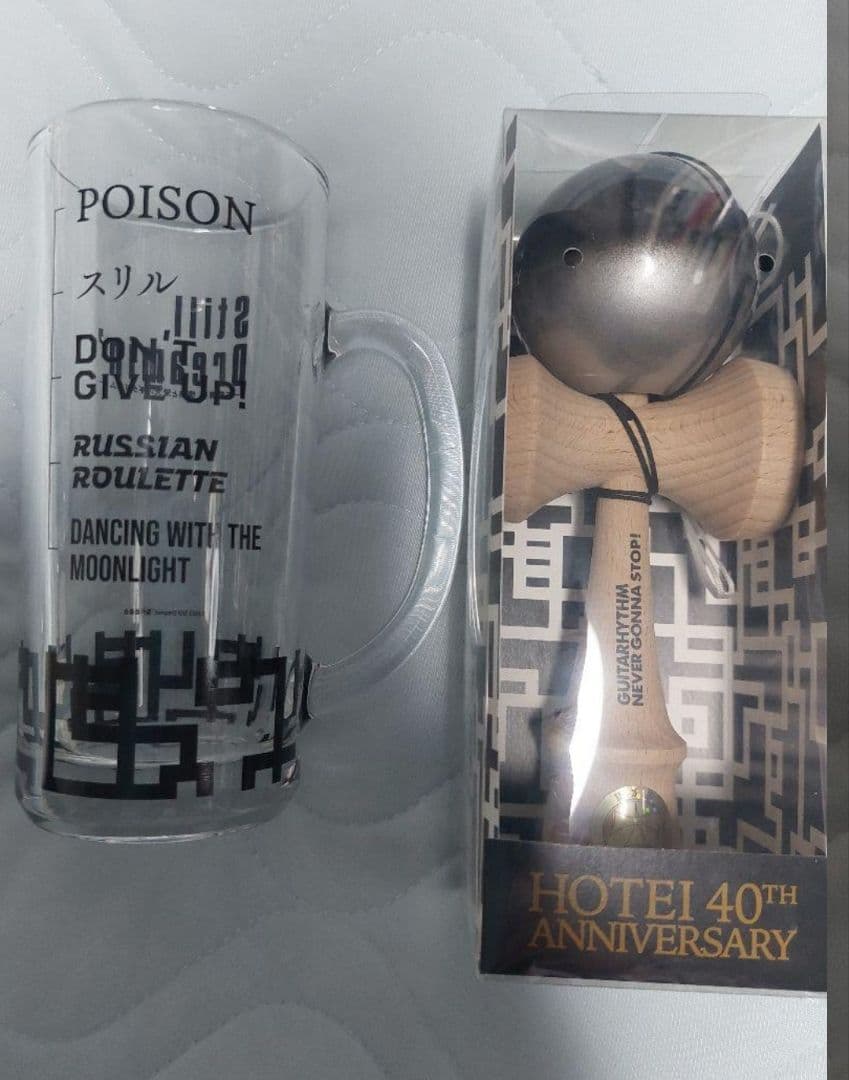 POISON
スリル
DON'T
GIVE UP!
RUSSIAN
ROULETTE
DANCING WITH THE
MOONLIGHT
Still
Dreamin'
GUITARHYTHM
NEVER GONNA STOP!
HOTEI 40TH
ANNIVERSARY